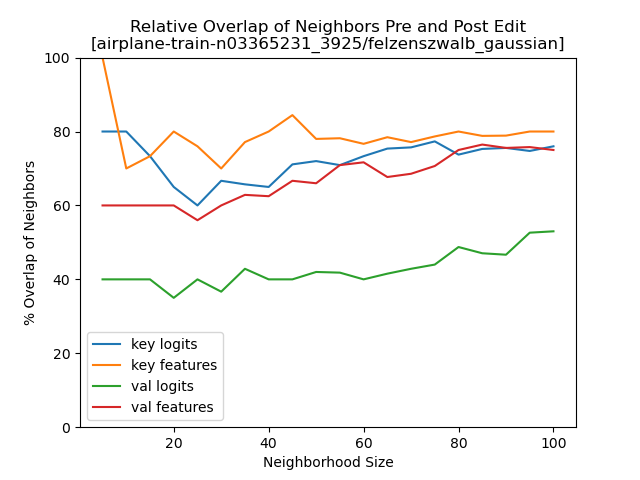 Relative Overlap of Neighbors Pre and Post Edit
[airplane-train-n03365231_3925/felzenszwalb_gaussian]
100
80
60
40
20
0
% Overlap of Neighbors
key logits
key features
val logits
val features
20 40 60 80 100
Neighborhood Size